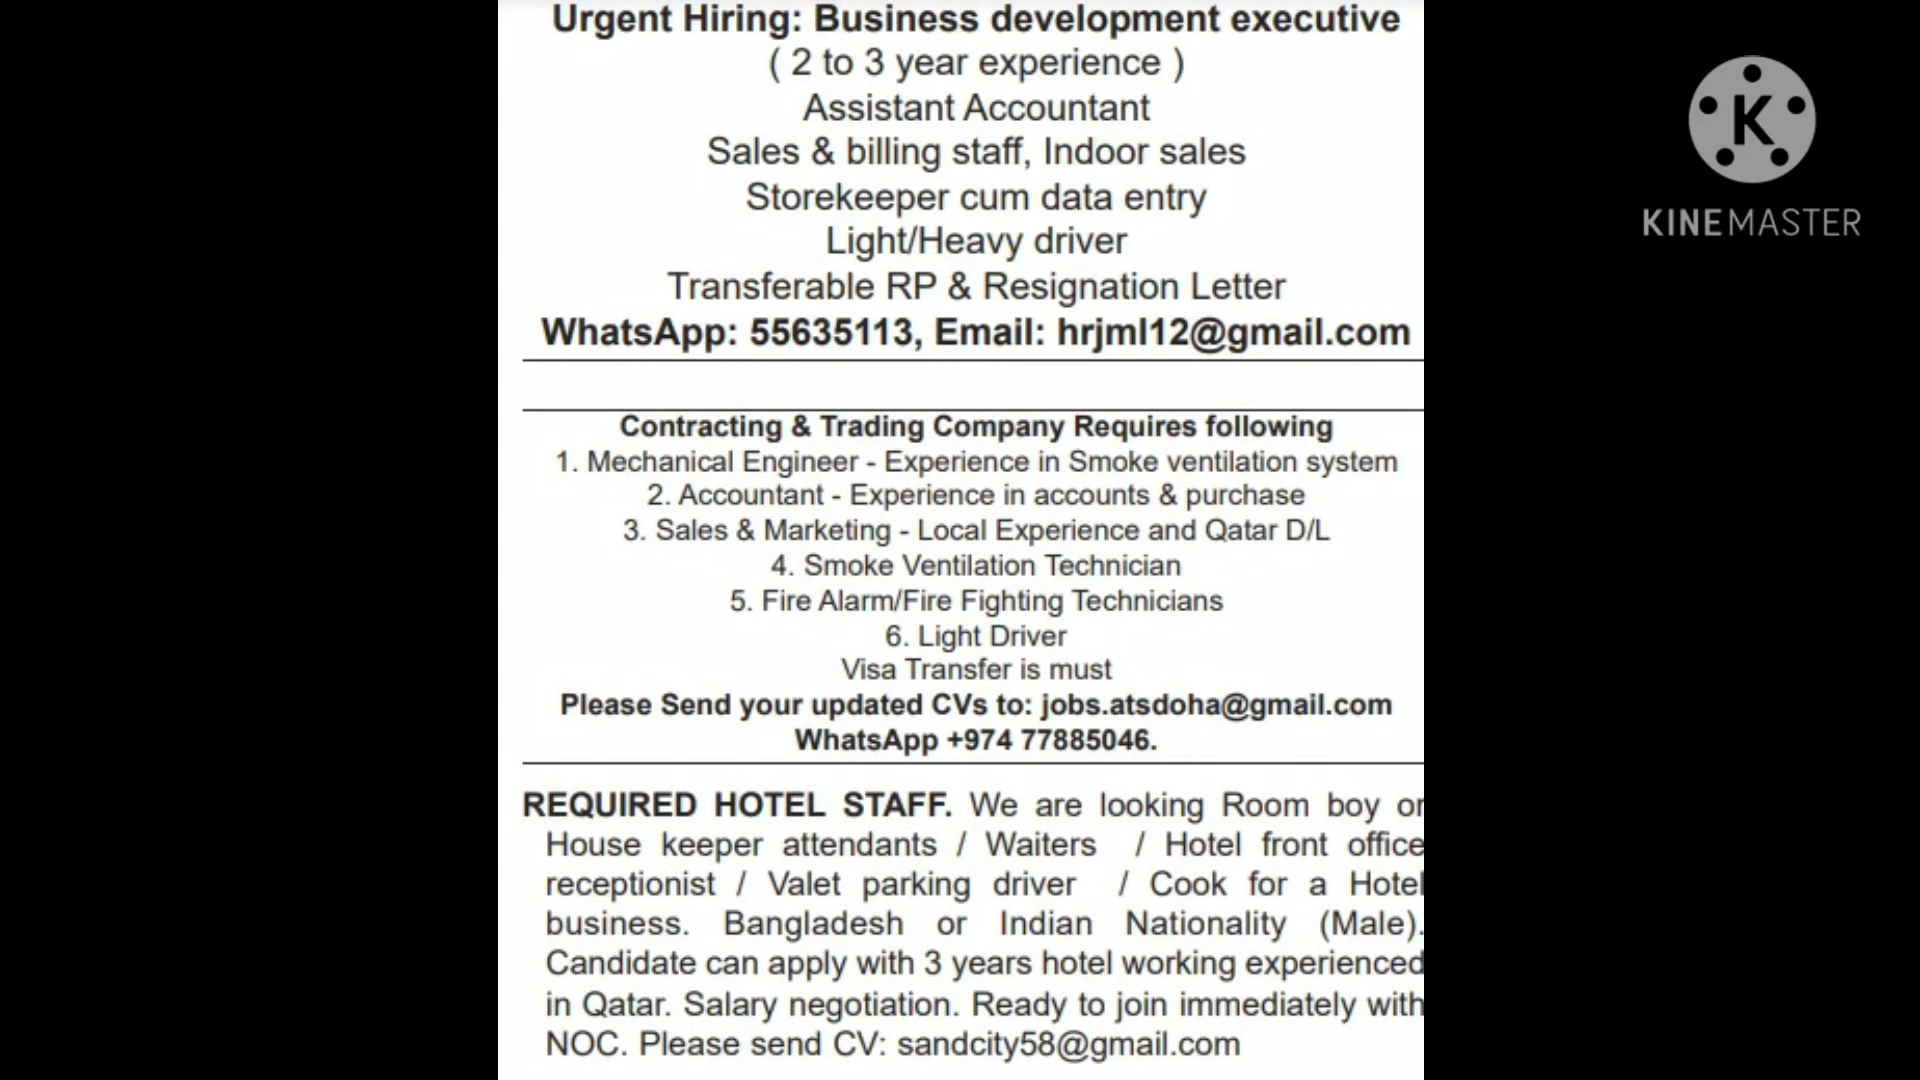 Urgent Hiring: Business development executive
( 2 to 3 year experience )
Assistant Accountant
Sales & billing staff, Indoor sales
Storekeeper cum data entry
Light/Heavy driver
Transferable RP & Resignation Letter
WhatsApp: 55635113, Email: hrjml12@gmail.com
Contracting & Trading Company Requires following
1. Mechanical Engineer - Experience in Smoke ventilation system
2. Accountant - Experience in accounts & purchase
3. Sales & Marketing - Local Experience and Qatar D/L
4. Smoke Ventilation Technician
5. Fire Alarm/Fire Fighting Technicians
6. Light Driver
Visa Transfer is must
Please Send your updated CVs to: jobs.atsdoha@gmail.com
WhatsApp +974 77885046.
REQUIRED HOTEL STAFF. We are looking Room boy or
House keeper attendants / Waiters / Hotel front office
receptionist / Valet parking driver / Cook for a Hotel
business. Bangladesh or Indian Nationality (Male).
Candidate can apply with 3 years hotel working experienced
in Qatar. Salary negotiation. Ready to join immediately with
NOC. Please send CV: sandcity58@gmail.com
K
KINEMASTER